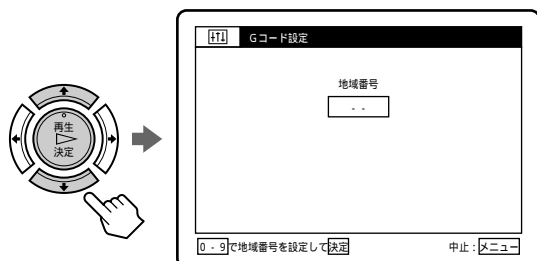 再生
決定
Gコード設定
地域番号
- -
0 - 9で地域番号を設定して決定
中止：メニュー